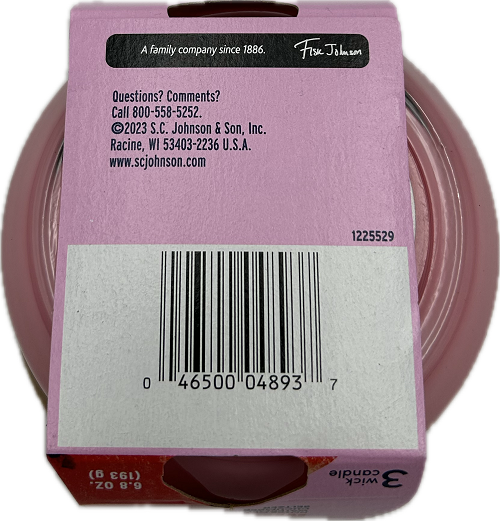 A family company since 1886. Fisk Johnson
Questions? Comments?
Call 800-558-5252.
©2023 S.C. Johnson & Son, Inc.
Racine, WI 53403-2236 U.S.A.
www.scjohnson.com
1225529
0 46500 04893 7
3 wick
candle
6.8 OZ.
(193 g)